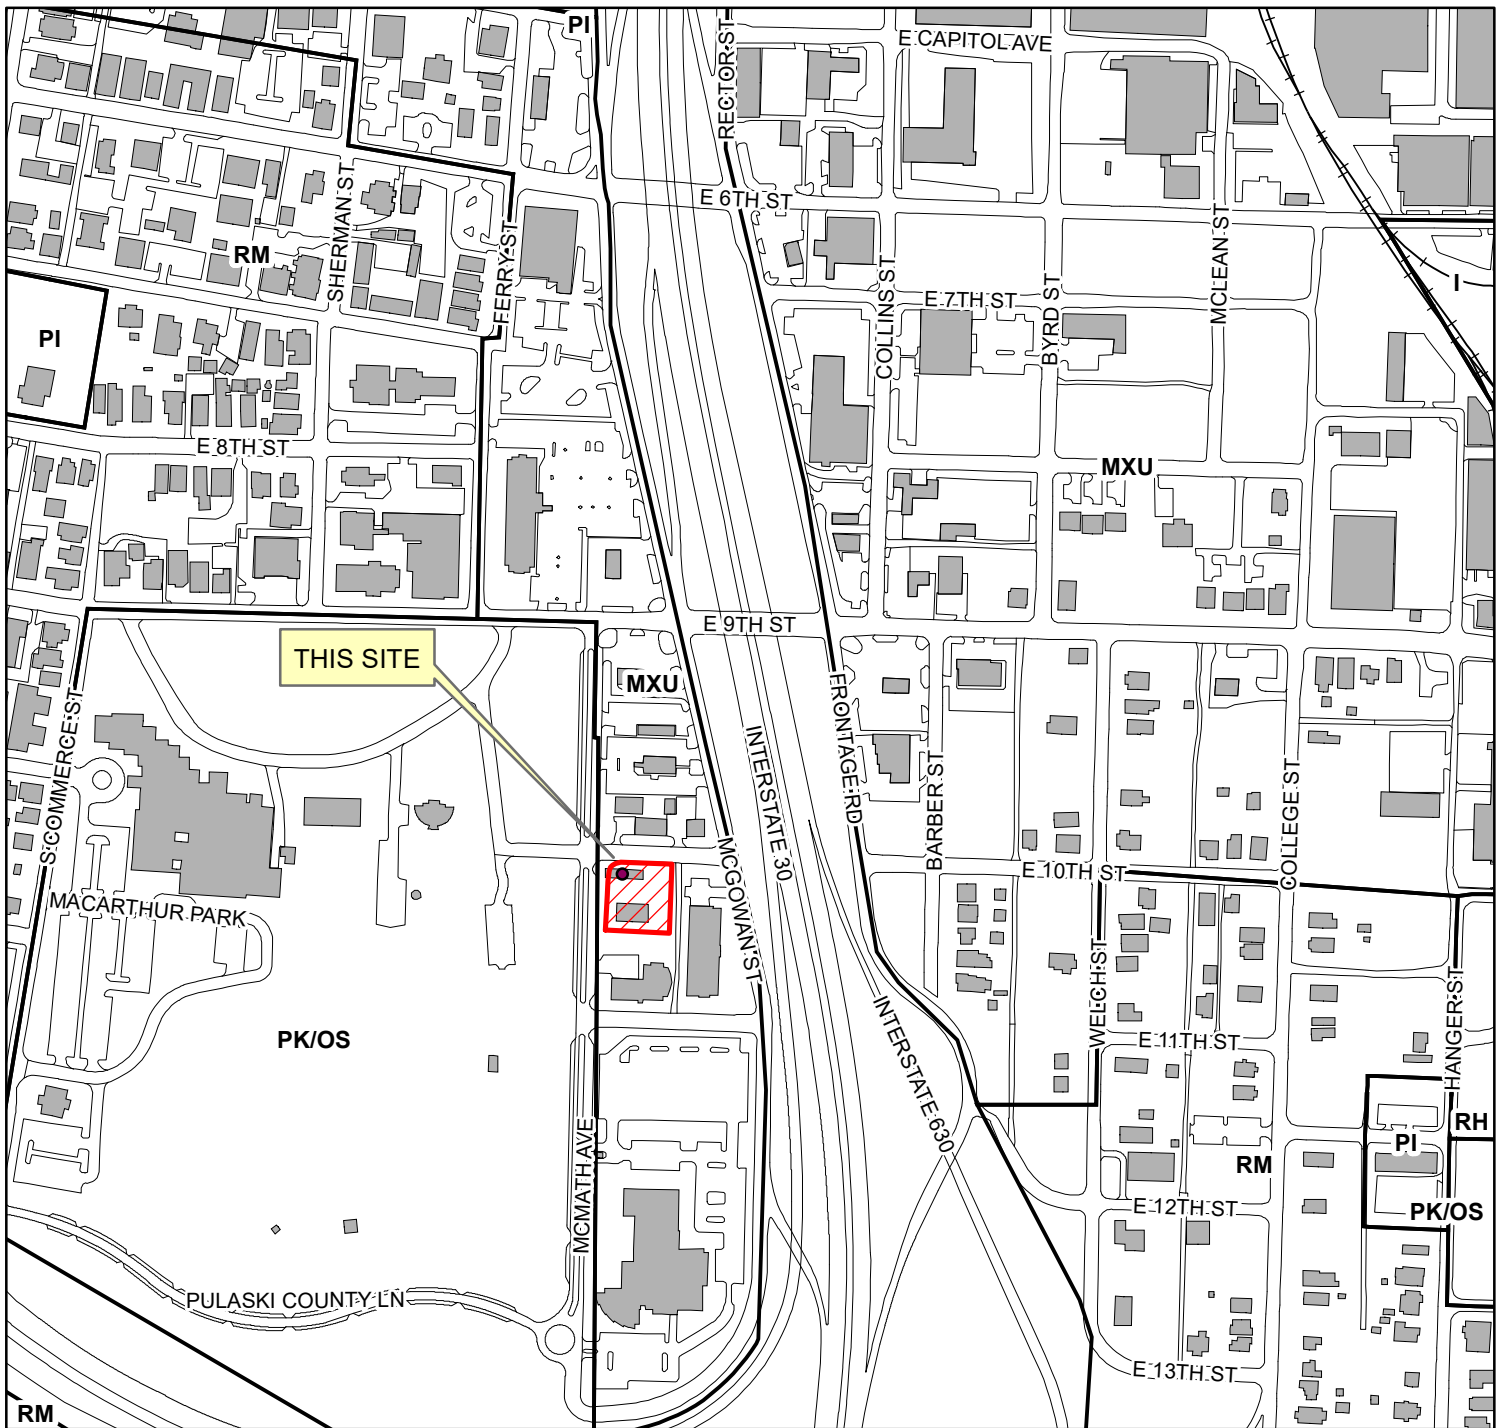 PI
RECTOR ST
E CAPITOL AVE
E 6TH ST
SHERMAN ST
RM
FERRY ST
MCLEAN ST
COLLINS ST
E 7TH ST
BYRD ST
I
PI
E 8TH ST
MXU
E 9TH ST
THIS SITE
MXU
S COMMERCE ST
INTERSTATE 30
FRONTAGE RD
BARBER ST
COLLEGE ST
E 10TH ST
MCGOWAN ST
MACARTHUR PARK
WELCH ST
HANGER ST
PK/OS
INTERSTATE 630
E 11TH ST
RH
PI
MCMATH AVE
RM
E 12TH ST
PK/OS
PULASKI COUNTY LN
E 13TH ST
RM